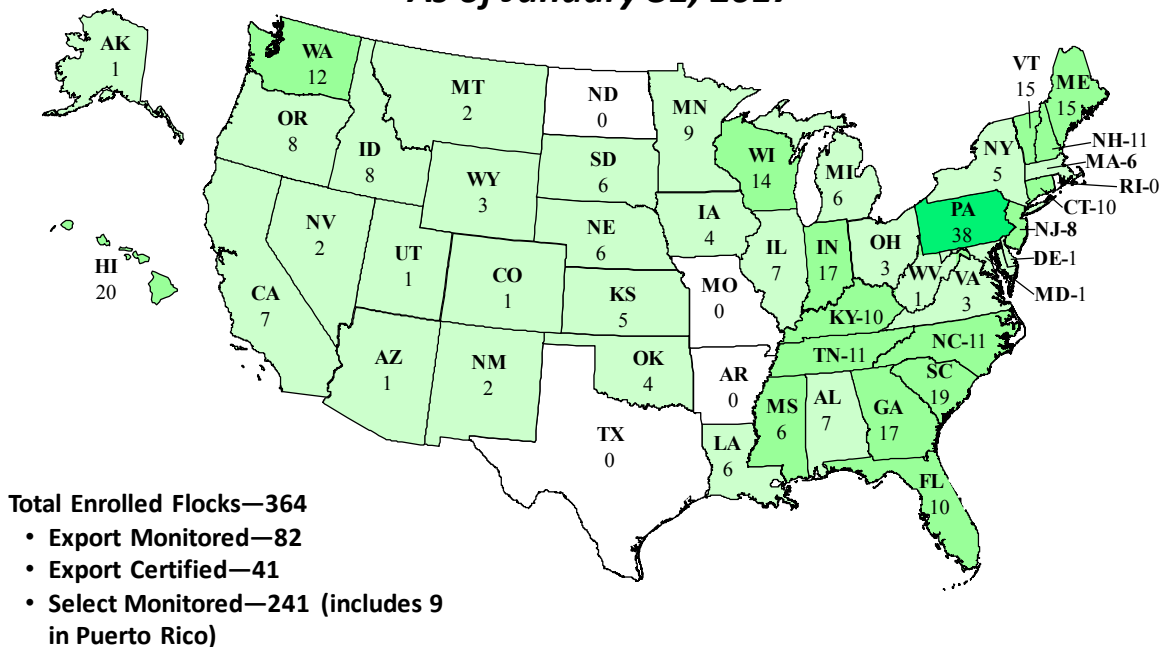 As of January
AK
1
WA
12
OR
8
ID
8
MT
2
ND
0
MN
9
SD
6
WY
3
NE
6
IA
4
WI
14
MI
6
NY
5
VT
15
ME
15
NH-11
MA-6
RI-0
CT-10
NJ-8
DE-1
MD-1
PA
38
OH
3
IN
17
IL
7
WV
1
VA
3
KY-10
TN-11
NC-11
SC
19
GA
17
AL
7
MS
6
FL
10
LA
6
AR
0
MO
0
KS
5
OK
4
TX
0
CO
1
NM
2
UT
1
AZ
1
NV
2
CA
7
HI
20
Total Enrolled Flocks—364
• Export Monitored—82
• Export Certified—41
• Select Monitored—241 (includes 9
in Puerto Rico)